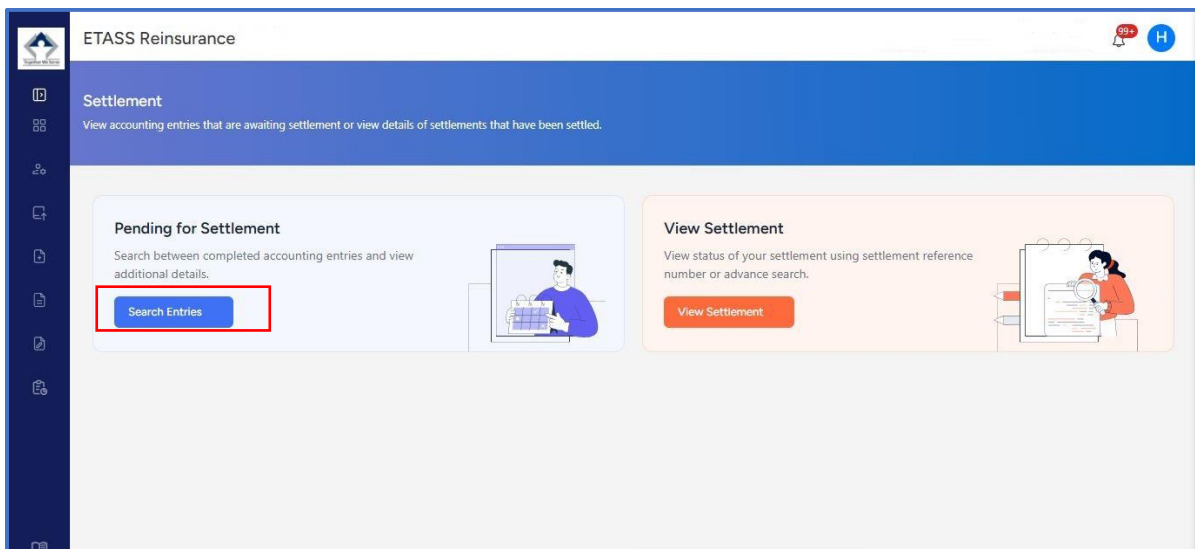 ETASS Reinsurance
99+
H
Settlement
View accounting entries that are awaiting settlement or view details of settlements that have been settled.
Pending for Settlement
Search between completed accounting entries and view
additional details.
Search Entries
View Settlement
View status of your settlement using settlement reference
number or advance search.
View Settlement